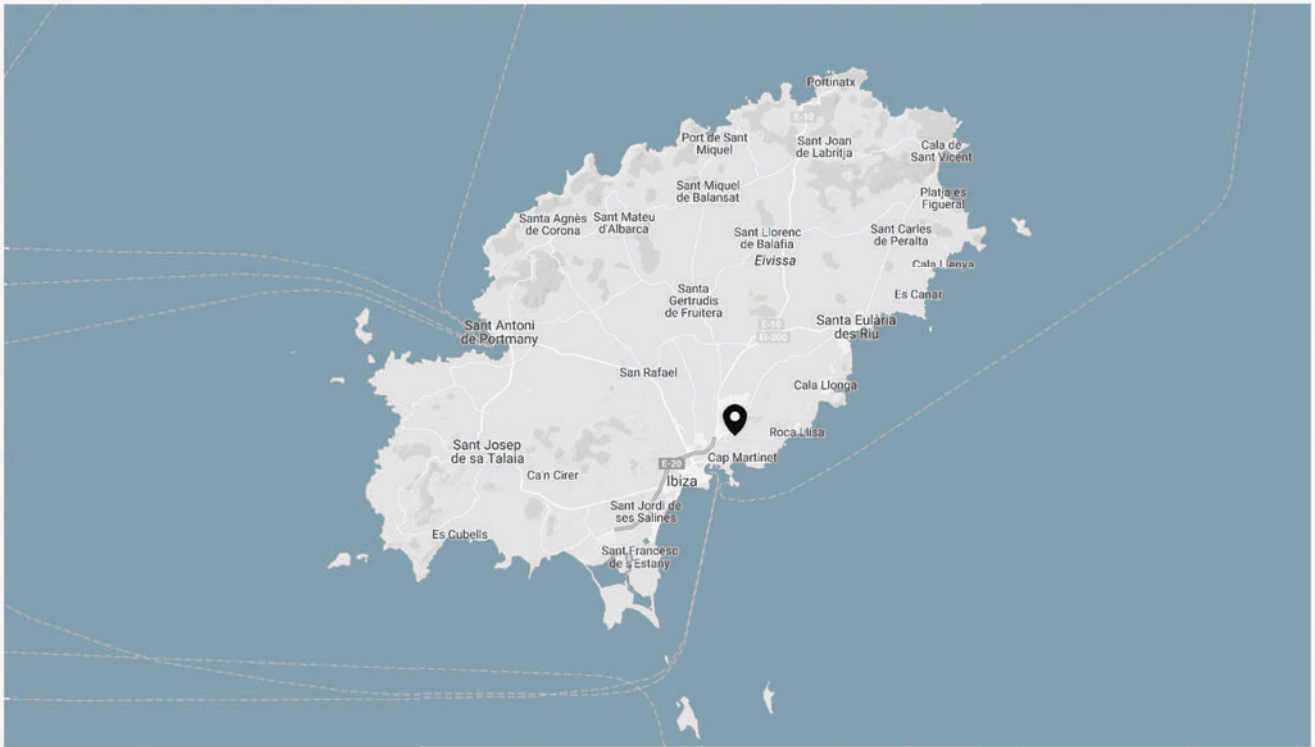 Portinatx
E-10
Port de Sant
Miquel
Sant Joan
de Labritja
Cala de
Sant Vicent
Sant Miquel
de Balansat
Platja es
Figueral
Santa Agnès
de Corona
Sant Mateu
d'Albarca
Sant Llorenc
de Balafia
Sant Carles
de Peralta
Eivissa
Cala Llenya
Santa
Gertrudis
de Fruitera
Es Canar
Sant Antoni
de Portmany
E-10
EI-200
Santa Eulària
des Riu
San Rafael
Cala Llonga
Roca Llisa
Sant Josep
de sa Talaia
Cap Martinet
E-20
Ca'n Cirer
Ibiza
Sant Jordi de
ses Salines
Es Cubells
Sant Francesc
de s'Estany